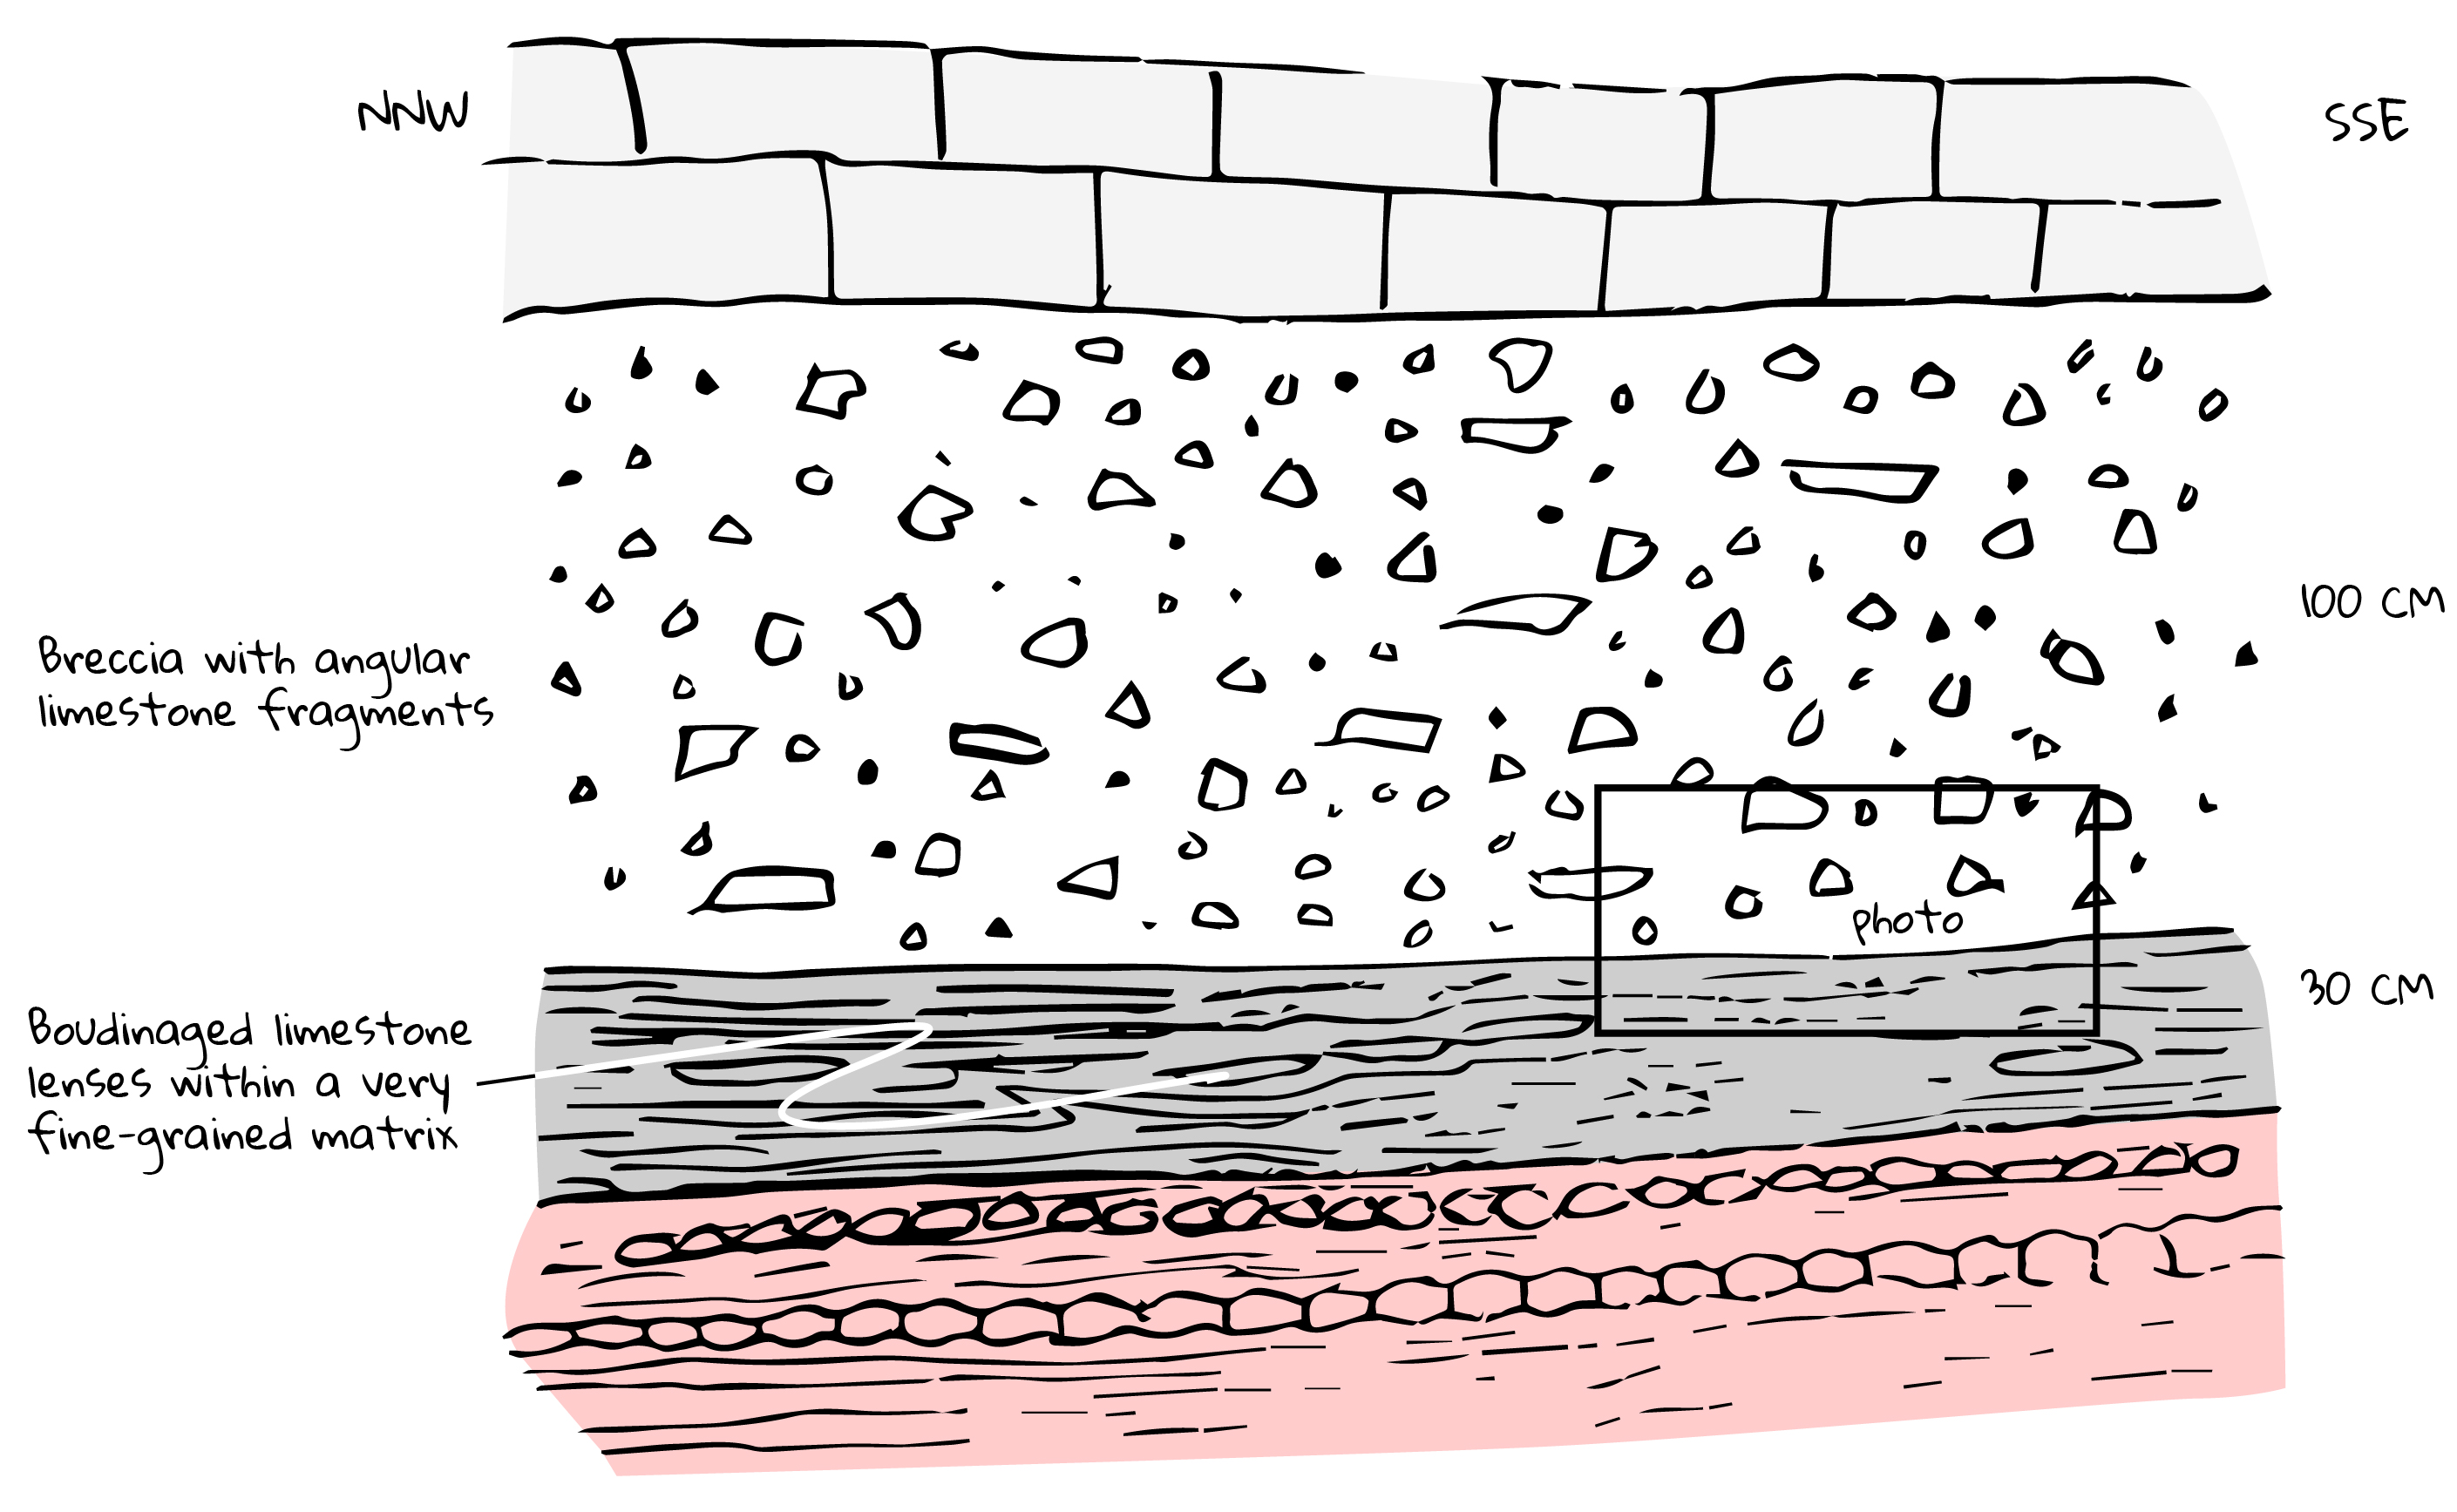 NNW
SSE
100 CM
Breccia with angular
limestone fragments
photo
30 CM
Boudinaged limestone
lenses within a very
fine-grained matrix